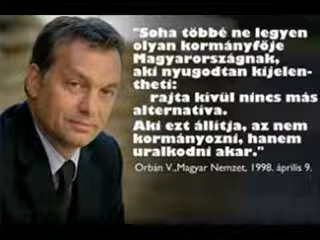 "Soha többé ne legyen
olyan kormányfője
Magyarországnak,
aki nyugodtan kijelen-
theti:
rajta kívül nincs más
alternatíva.
Aki ezt állítja, az nem
kormányozni, hanem
uralkodni akar."
Orbán V.,Magyar Nemzet, 1998. április 9.